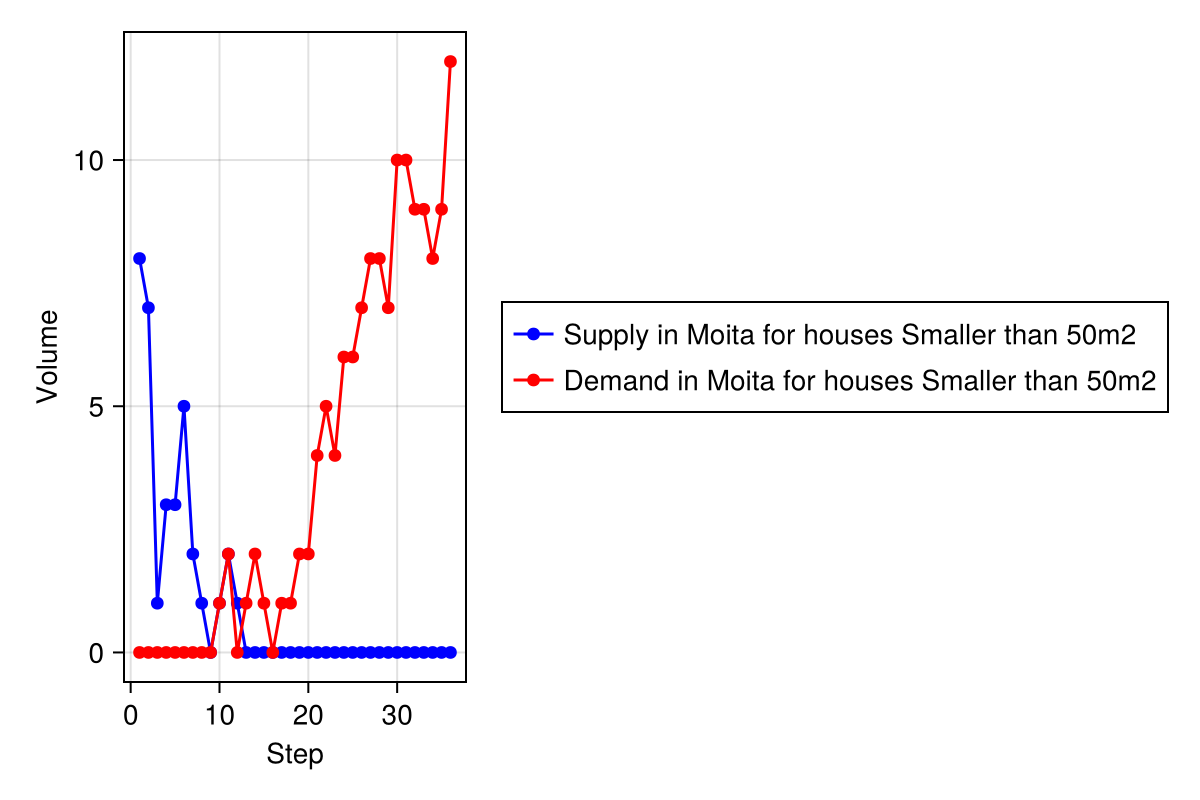 10
5
0
Volume
0 10 20 30
Step
Supply in Moita for houses Smaller than 50m2
Demand in Moita for houses Smaller than 50m2